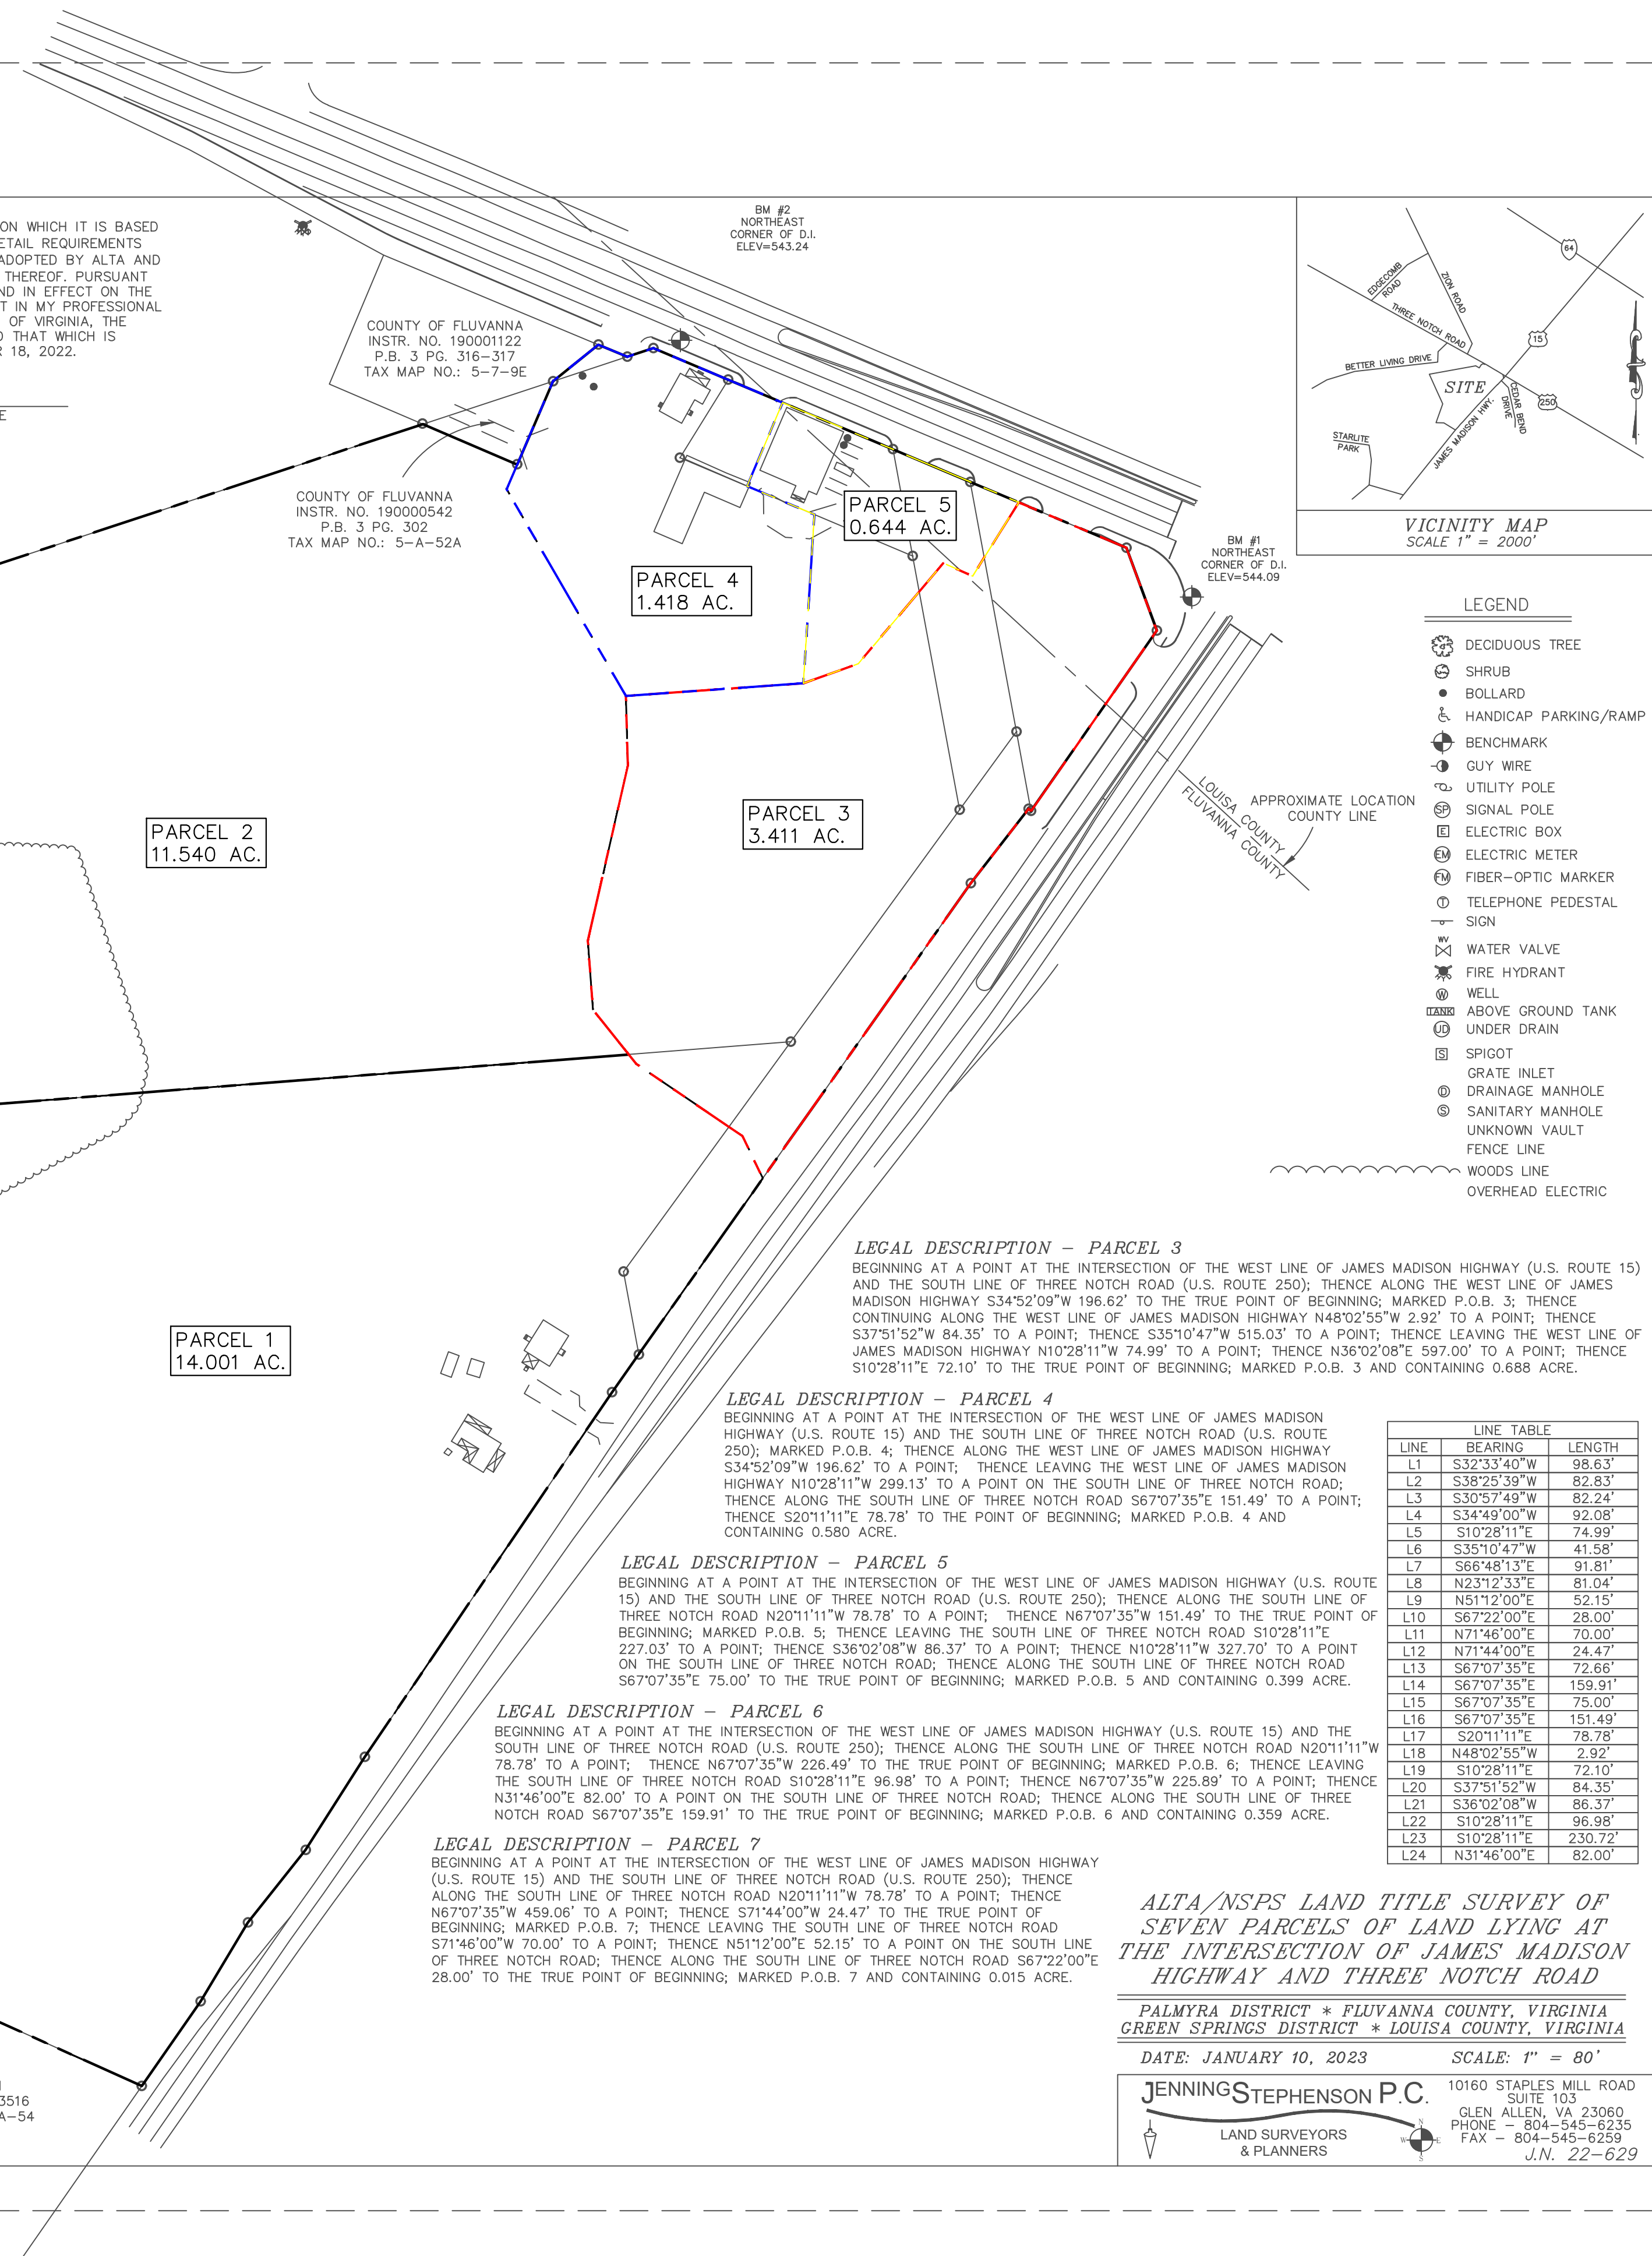 ON WHICH IT IS BASED
ETAIL REQUIREMENTS
ADOPTED BY ALTA AND
THEREOF. PURSUANT
ND IN EFFECT ON THE
T IN MY PROFESSIONAL
OF VIRGINIA, THE
O THAT WHICH IS
R 18, 2022.
E
BM #2
NORTHEAST
CORNER OF D.I.
ELEV=543.24
COUNTY OF FLUVANNA
INSTR. NO. 190001122
P.B. 3 PG. 316-317
TAX MAP NO.: 5-7-9E
COUNTY OF FLUVANNA
INSTR. NO. 190000542
P.B. 3 PG. 302
TAX MAP NO.: 5-A-52A
PARCEL 5
0.644 AC.
PARCEL 4
1.418 AC.
BM #1
NORTHEAST
CORNER OF D.I.
ELEV=544.09
PARCEL 2
11.540 AC.
PARCEL 3
3.411 AC.
LOUISA COUNTY
FLUVANNA COUNTY
APPROXIMATE LOCATION
COUNTY LINE
PARCEL 1
14.001 AC.
64
EDGECOMB
ROAD
ZION ROAD
THREE NOTCH ROAD
15
BETTER LIVING DRIVE
SITE
250
CEDAR BEND
DRIVE
JAMES MADISON HWY.
STARLITE
PARK
VICINITY MAP
SCALE 1" = 2000'
LEGEND
DECIDUOUS TREE
SHRUB
BOLLARD
HANDICAP PARKING/RAMP
BENCHMARK
GUY WIRE
UTILITY POLE
SP SIGNAL POLE
E ELECTRIC BOX
EM ELECTRIC METER
FM FIBER-OPTIC MARKER
T TELEPHONE PEDESTAL
SIGN
WV WATER VALVE
FIRE HYDRANT
W WELL
TANK ABOVE GROUND TANK
UD UNDER DRAIN
S SPIGOT
GRATE INLET
D DRAINAGE MANHOLE
S SANITARY MANHOLE
UNKNOWN VAULT
FENCE LINE
WOODS LINE
OVERHEAD ELECTRIC
LEGAL DESCRIPTION - PARCEL 3
BEGINNING AT A POINT AT THE INTERSECTION OF THE WEST LINE OF JAMES MADISON HIGHWAY (U.S. ROUTE 15)
AND THE SOUTH LINE OF THREE NOTCH ROAD (U.S. ROUTE 250); THENCE ALONG THE WEST LINE OF JAMES
MADISON HIGHWAY S34°52'09"W 196.62' TO THE TRUE POINT OF BEGINNING; MARKED P.O.B. 3; THENCE
CONTINUING ALONG THE WEST LINE OF JAMES MADISON HIGHWAY N48°02'55"W 2.92' TO A POINT; THENCE
S37°51'52"W 84.35' TO A POINT; THENCE S35°10'47"W 515.03' TO A POINT; THENCE LEAVING THE WEST LINE OF
JAMES MADISON HIGHWAY N10°28'11"W 74.99' TO A POINT; THENCE N36°02'08"E 597.00' TO A POINT; THENCE
S10°28'11"E 72.10' TO THE TRUE POINT OF BEGINNING; MARKED P.O.B. 3 AND CONTAINING 0.688 ACRE.
LEGAL DESCRIPTION - PARCEL 4
BEGINNING AT A POINT AT THE INTERSECTION OF THE WEST LINE OF JAMES MADISON
HIGHWAY (U.S. ROUTE 15) AND THE SOUTH LINE OF THREE NOTCH ROAD (U.S. ROUTE
250); MARKED P.O.B. 4; THENCE ALONG THE WEST LINE OF JAMES MADISON HIGHWAY
S34°52'09"W 196.62' TO A POINT; THENCE LEAVING THE WEST LINE OF JAMES MADISON
HIGHWAY N10°28'11"W 299.13' TO A POINT ON THE SOUTH LINE OF THREE NOTCH ROAD;
THENCE ALONG THE SOUTH LINE OF THREE NOTCH ROAD S67°07'35"E 151.49' TO A POINT;
THENCE S20°11'11"E 78.78' TO THE POINT OF BEGINNING; MARKED P.O.B. 4 AND
CONTAINING 0.580 ACRE.
LEGAL DESCRIPTION - PARCEL 5
BEGINNING AT A POINT AT THE INTERSECTION OF THE WEST LINE OF JAMES MADISON HIGHWAY (U.S. ROUTE
15) AND THE SOUTH LINE OF THREE NOTCH ROAD (U.S. ROUTE 250); THENCE ALONG THE SOUTH LINE OF
THREE NOTCH ROAD N20°11'11"W 78.78' TO A POINT; THENCE N67°07'35"W 151.49' TO THE TRUE POINT OF
BEGINNING; MARKED P.O.B. 5; THENCE LEAVING THE SOUTH LINE OF THREE NOTCH ROAD S10°28'11"E
227.03' TO A POINT; THENCE S36°02'08"W 86.37' TO A POINT; THENCE N10°28'11"W 327.70' TO A POINT
ON THE SOUTH LINE OF THREE NOTCH ROAD; THENCE ALONG THE SOUTH LINE OF THREE NOTCH ROAD
S67°07'35"E 75.00' TO THE TRUE POINT OF BEGINNING; MARKED P.O.B. 5 AND CONTAINING 0.399 ACRE.
LEGAL DESCRIPTION - PARCEL 6
BEGINNING AT A POINT AT THE INTERSECTION OF THE WEST LINE OF JAMES MADISON HIGHWAY (U.S. ROUTE 15) AND THE
SOUTH LINE OF THREE NOTCH ROAD (U.S. ROUTE 250); THENCE ALONG THE SOUTH LINE OF THREE NOTCH ROAD N20°11'11"W
78.78' TO A POINT; THENCE N67°07'35"W 226.49' TO THE TRUE POINT OF BEGINNING; MARKED P.O.B. 6; THENCE LEAVING
THE SOUTH LINE OF THREE NOTCH ROAD S10°28'11"E 96.98' TO A POINT; THENCE N67°07'35"W 225.89' TO A POINT; THENCE
N31°46'00"E 82.00' TO A POINT ON THE SOUTH LINE OF THREE NOTCH ROAD; THENCE ALONG THE SOUTH LINE OF THREE
NOTCH ROAD S67°07'35"E 159.91' TO THE TRUE POINT OF BEGINNING; MARKED P.O.B. 6 AND CONTAINING 0.359 ACRE.
LEGAL DESCRIPTION - PARCEL 7
BEGINNING AT A POINT AT THE INTERSECTION OF THE WEST LINE OF JAMES MADISON HIGHWAY
(U.S. ROUTE 15) AND THE SOUTH LINE OF THREE NOTCH ROAD (U.S. ROUTE 250); THENCE
ALONG THE SOUTH LINE OF THREE NOTCH ROAD N20°11'11"W 78.78' TO A POINT; THENCE
N67°07'35"W 459.06' TO A POINT; THENCE S71°44'00"W 24.47' TO THE TRUE POINT OF
BEGINNING; MARKED P.O.B. 7; THENCE LEAVING THE SOUTH LINE OF THREE NOTCH ROAD
S71°46'00"W 70.00' TO A POINT; THENCE N51°12'00"E 52.15' TO A POINT ON THE SOUTH LINE
OF THREE NOTCH ROAD; THENCE ALONG THE SOUTH LINE OF THREE NOTCH ROAD S67°22'00"E
28.00' TO THE TRUE POINT OF BEGINNING; MARKED P.O.B. 7 AND CONTAINING 0.015 ACRE.
LINE TABLE
LINE BEARING LENGTH
L1 S32°33'40"W 98.63'
L2 S38°25'39"W 82.83'
L3 S30°57'49"W 82.24'
L4 S34°49'00"W 92.08'
L5 S10°28'11"E 74.99'
L6 S35°10'47"W 41.58'
L7 S66°48'13"E 91.81'
L8 N23°12'33"E 81.04'
L9 N51°12'00"E 52.15'
L10 S67°22'00"E 28.00'
L11 N71°46'00"E 70.00'
L12 N71°44'00"E 24.47'
L13 S67°07'35"E 72.66'
L14 S67°07'35"E 159.91'
L15 S67°07'35"E 75.00'
L16 S67°07'35"E 151.49'
L17 S20°11'11"E 78.78'
L18 N48°02'55"W 2.92'
L19 S10°28'11"E 72.10'
L20 S37°51'52"W 84.35'
L21 S36°02'08"W 86.37'
L22 S10°28'11"E 96.98'
L23 S10°28'11"E 230.72'
L24 N31°46'00"E 82.00'
ALTA/NSPS LAND TITLE SURVEY OF
SEVEN PARCELS OF LAND LYING AT
THE INTERSECTION OF JAMES MADISON
HIGHWAY AND THREE NOTCH ROAD
PALMYRA DISTRICT * FLUVANNA COUNTY, VIRGINIA
GREEN SPRINGS DISTRICT * LOUISA COUNTY, VIRGINIA
DATE: JANUARY 10, 2023 SCALE: 1" = 80'
JENNINGSTEPHENSON P.C.
LAND SURVEYORS
& PLANNERS
N
W E
S
10160 STAPLES MILL ROAD
SUITE 103
GLEN ALLEN, VA 23060
PHONE - 804-545-6235
FAX - 804-545-6259
J.N. 22-629
3516
A-54